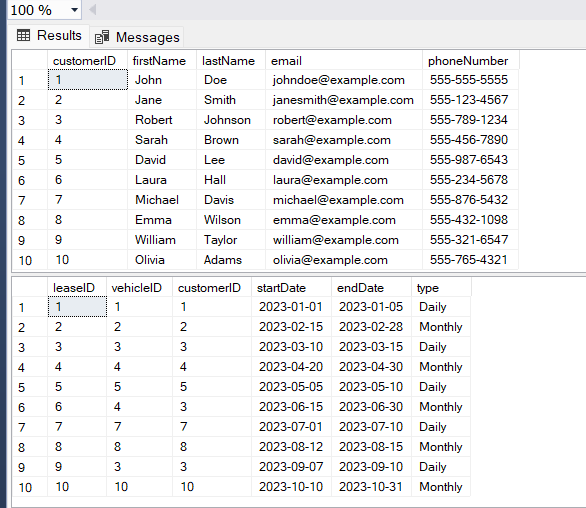 100 %
Results Messages
customerID firstName lastName email phoneNumber
1 1 John Doe johndoe@example.com 555-555-5555
2 2 Jane Smith janesmith@example.com 555-123-4567
3 3 Robert Johnson robert@example.com 555-789-1234
4 4 Sarah Brown sarah@example.com 555-456-7890
5 5 David Lee david@example.com 555-987-6543
6 6 Laura Hall laura@example.com 555-234-5678
7 7 Michael Davis michael@example.com 555-876-5432
8 8 Emma Wilson emma@example.com 555-432-1098
9 9 William Taylor william@example.com 555-321-6547
10 10 Olivia Adams olivia@example.com 555-765-4321
leaseID vehicleID customerID startDate endDate type
1 1 1 1 2023-01-01 2023-01-05 Daily
2 2 2 2 2023-02-15 2023-02-28 Monthly
3 3 3 3 2023-03-10 2023-03-15 Daily
4 4 4 4 2023-04-20 2023-04-30 Monthly
5 5 5 5 2023-05-05 2023-05-10 Daily
6 6 4 3 2023-06-15 2023-06-30 Monthly
7 7 7 7 2023-07-01 2023-07-10 Daily
8 8 8 8 2023-08-12 2023-08-15 Monthly
9 9 3 3 2023-09-07 2023-09-10 Daily
10 10 10 10 2023-10-10 2023-10-31 Monthly